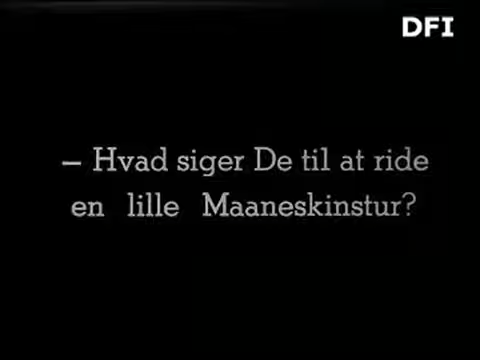 DFI
– Hvad siger De til at ride
en lille Maaneskinstur?